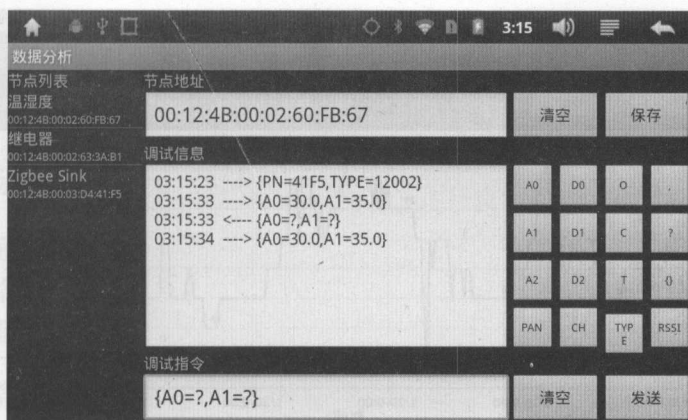 3:15
数据分析
节点列表
温湿度
00:12:4B:00:02:60:FB:67
继电器
00:12:4B:00:02:63:3A:B1
Zigbee Sink
00:12:4B:00:03:D4:41:F5
节点地址
00:12:4B:00:02:60:FB:67
清空
保存
调试信息
03:15:23 ----> {PN=41F5,TYPE=12002}
03:15:33 ----> {A0=30.0,A1=35.0}
03:15:33 <---- {A0=?,A1=?}
03:15:34 ----> {A0=30.0,A1=35.0}
A0 D0 O ,
A1 D1 C ?
A2 D2 T {}
PAN CH TYP
E RSSI
调试指令
{A0=?,A1=?}
清空
发送